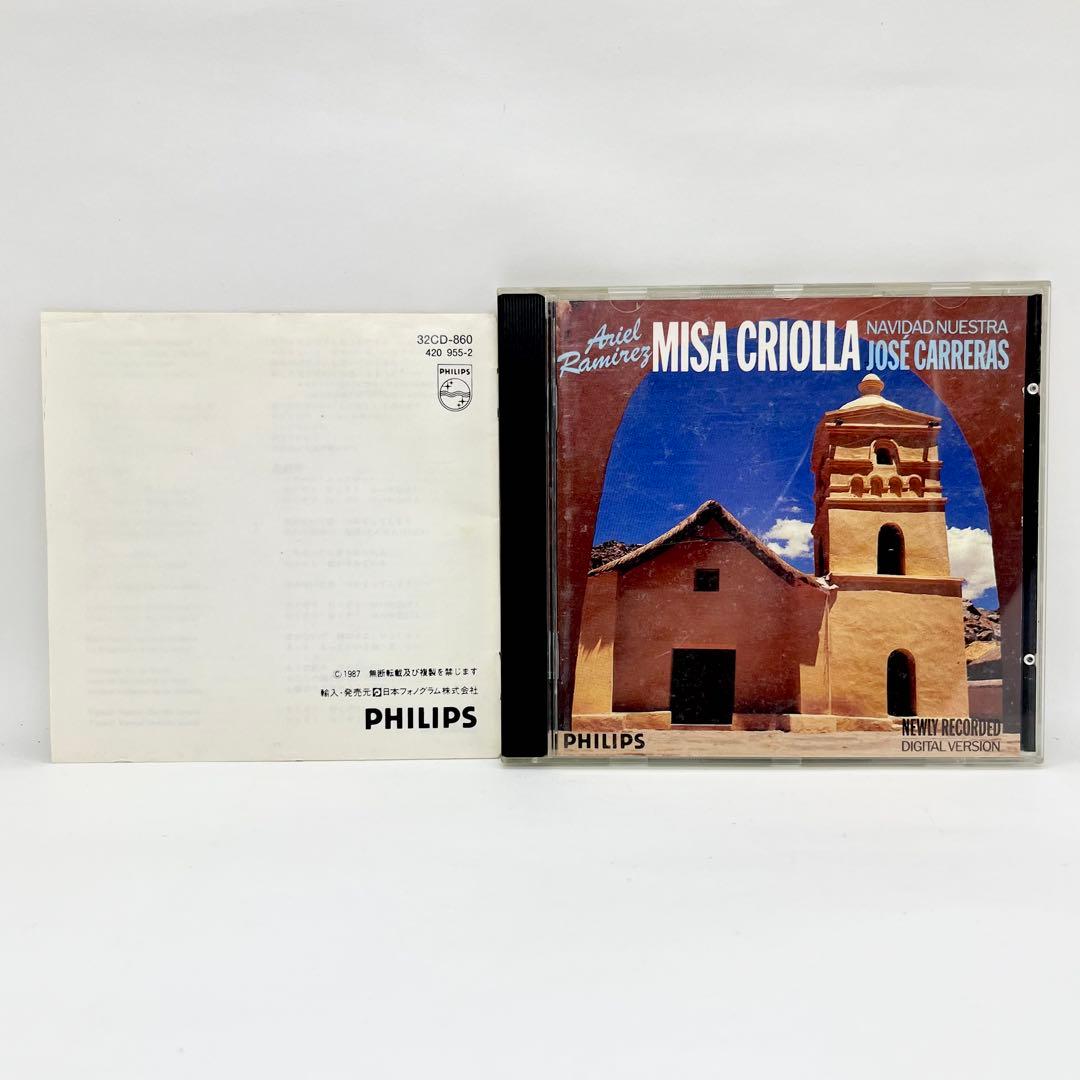 32CD-860
420 955-2
PHILIPS
©1987 無断転載及び複製を禁じます
輸入・発売元 日本フォノグラム株式会社
PHILIPS
Ariel
Ramirez
MISA CRIOLLA
NAVIDAD NUESTRA
JOSÉ CARRERAS
PHILIPS
NEWLY RECORDED
DIGITAL VERSION